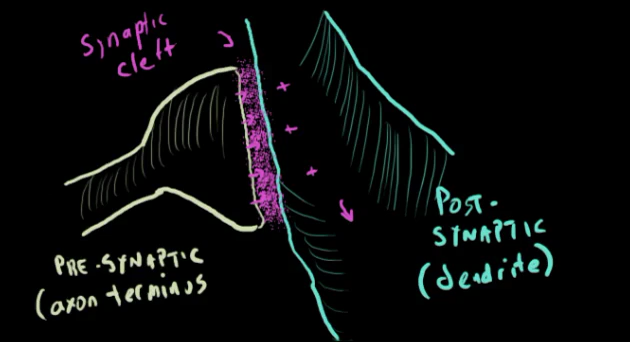 Synaptic
cleft
PRE-SYNAPTIC
(axon terminus
POST-
SYNAPTIC
(dendrite)